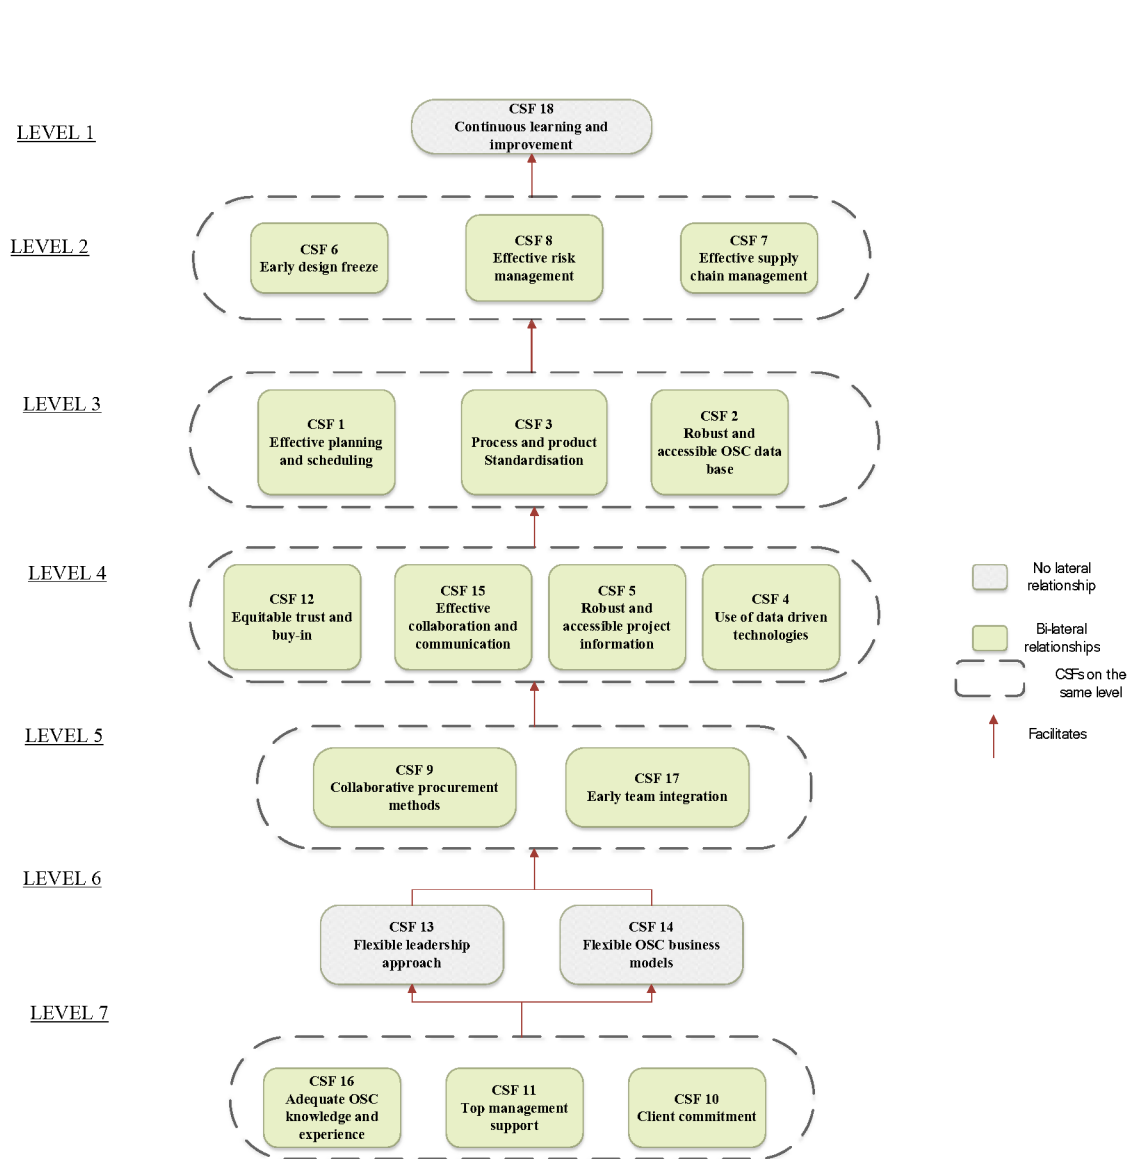 LEVEL 1
CSF 18
Continuous learning and
improvement
LEVEL 2
CSF 6
Early design freeze
CSF 8
Effective risk
management
CSF 7
Effective supply
chain management
LEVEL 3
CSF 1
Effective planning
and scheduling
CSF 3
Process and product
Standardisation
CSF 2
Robust and
accessible OSC data
base
LEVEL 4
CSF 12
Equitable trust and
buy-in
CSF 15
Effective
collaboration and
communication
CSF 5
Robust and
accessible project
information
CSF 4
Use of data driven
technologies
No lateral
relationship
Bi-lateral
relationships
CSFs on the
same level
Facilitates
LEVEL 5
CSF 9
Collaborative procurement
methods
CSF 17
Early team integration
LEVEL 6
CSF 13
Flexible leadership
approach
CSF 14
Flexible OSC business
models
LEVEL 7
CSF 16
Adequate OSC
knowledge and
experience
CSF 11
Top management
support
CSF 10
Client commitment